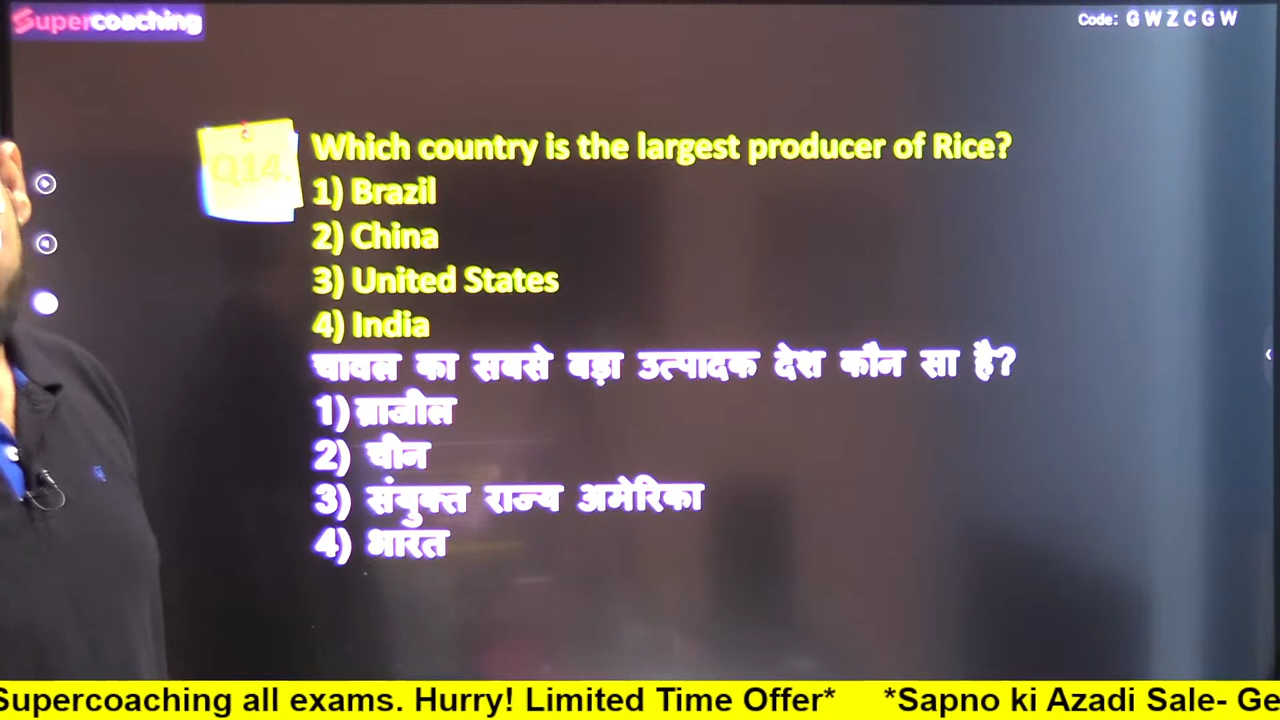 Supercoaching
Code: G W Z C G W
Q14.
Which country is the largest producer of Rice?
1) Brazil
2) China
3) United States
4) India
चावल का सबसे बड़ा उत्पादक देश कौन सा है?
1) ब्राजील
2) चीन
3) संयुक्त राज्य अमेरिका
4) भारत
Supercoaching all exams. Hurry! Limited Time Offer* *Sapno ki Azadi Sale- Ge